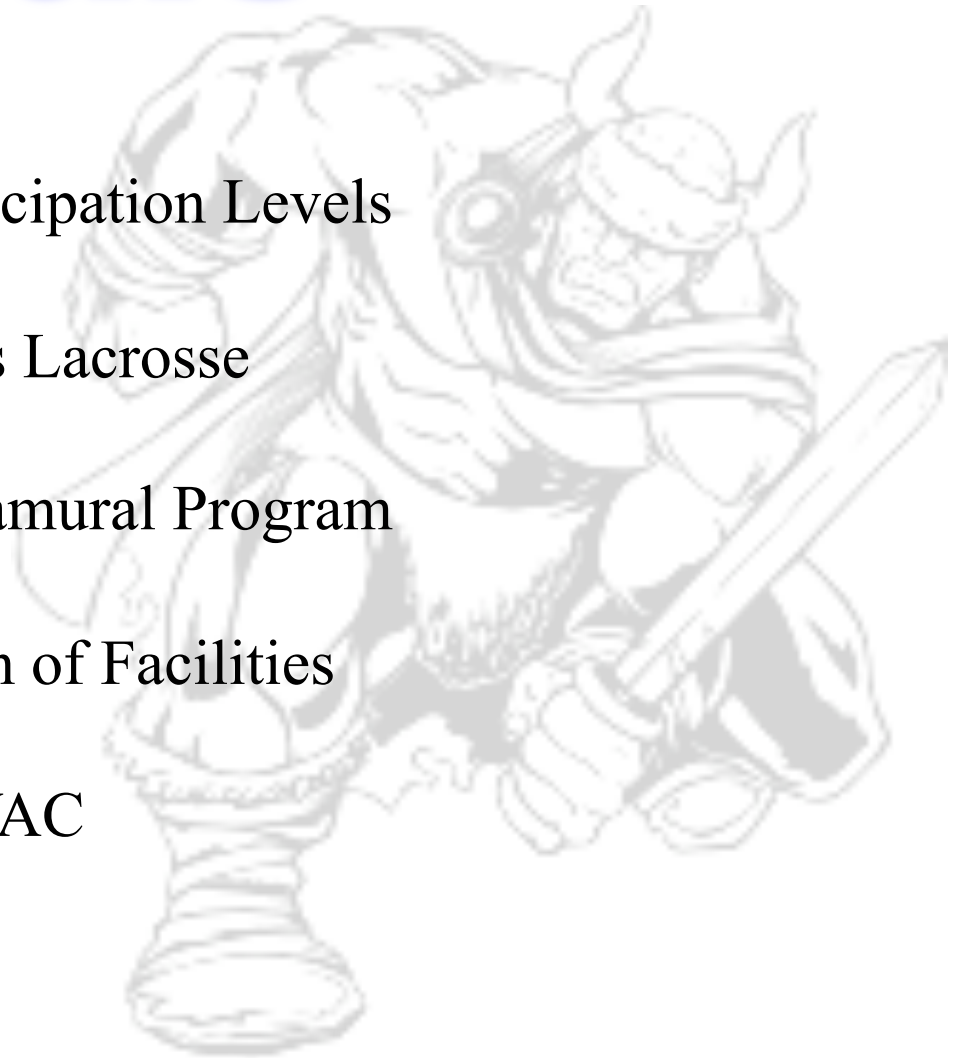 cipation Levels
s Lacrosse
amural Program
n of Facilities
AC